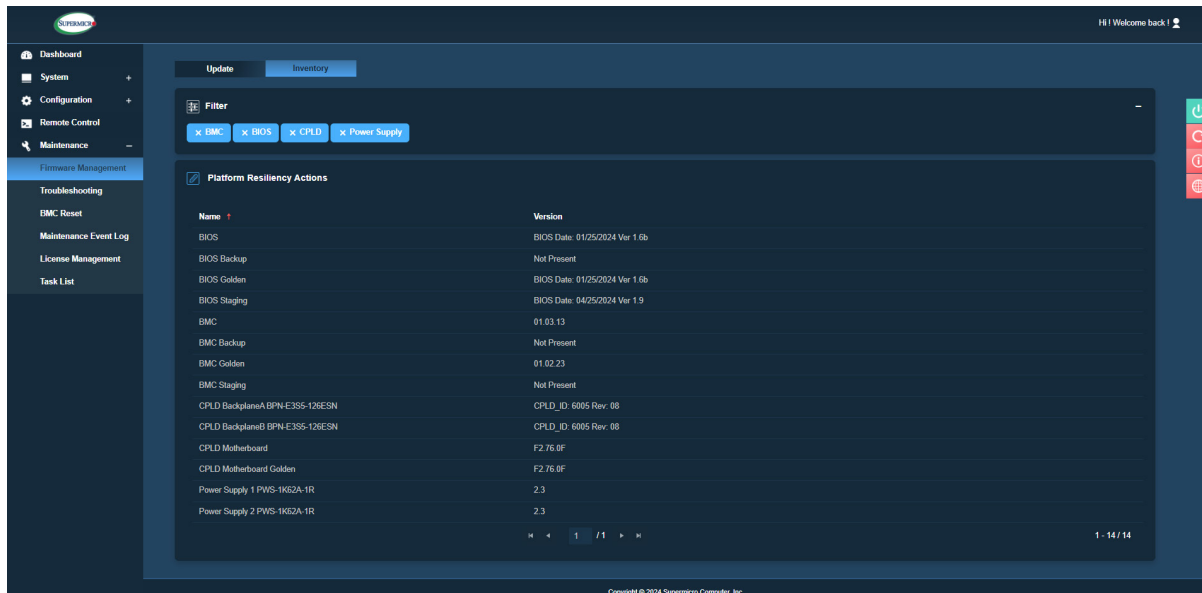 SUPERMICR
Hi ! Welcome back !
Dashboard
System +
Configuration +
Remote Control
Maintenance –
Firmware Management
Troubleshooting
BMC Reset
Maintenance Event Log
License Management
Task List
Update Inventory
Filter –
× BMC × BIOS × CPLD × Power Supply
Platform Resiliency Actions
Name ↑ Version
BIOS BIOS Date: 01/25/2024 Ver 1.6b
BIOS Backup Not Present
BIOS Golden BIOS Date: 01/25/2024 Ver 1.6b
BIOS Staging BIOS Date: 04/25/2024 Ver 1.9
BMC 01.03.13
BMC Backup Not Present
BMC Golden 01.02.23
BMC Staging Not Present
CPLD BackplaneA BPN-E3S5-126ESN CPLD_ID: 6005 Rev: 08
CPLD BackplaneB BPN-E3S5-126ESN CPLD_ID: 6005 Rev: 08
CPLD Motherboard F2.76.0F
CPLD Motherboard Golden F2.76.0F
Power Supply 1 PWS-1K62A-1R 2.3
Power Supply 2 PWS-1K62A-1R 2.3
1 / 1 1 - 14 / 14
Copyright © 2024 Supermicro Computer, Inc.